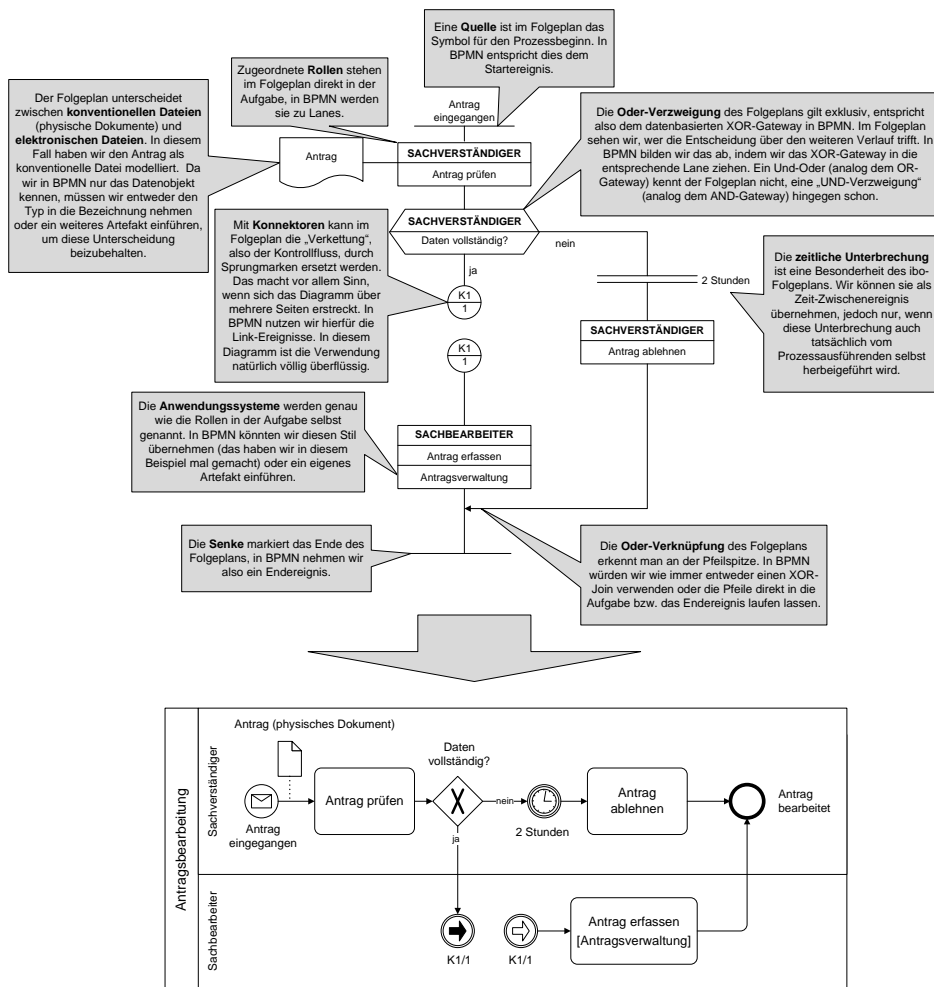 Eine Quelle ist im Folgeplan das
Symbol für den Prozessbeginn. In
BPMN entspricht dies dem
Startereignis.
Zugeordnete Rollen stehen
im Folgeplan direkt in der
Aufgabe, in BPMN werden
sie zu Lanes.
Der Folgeplan unterscheidet
zwischen konventionellen Dateien
(physische Dokumente) und
elektronischen Dateien. In diesem
Fall haben wir den Antrag als
konventionelle Datei modelliert. Da
wir in BPMN nur das Datenobjekt
kennen, müssen wir entweder den
Typ in die Bezeichnung nehmen
oder ein weiteres Artefakt einführen,
um diese Unterscheidung
beizubehalten.
Antrag
eingegangen
Antrag
SACHVERSTÄNDIGER
Antrag prüfen
Die Oder-Verzweigung des Folgeplans gilt exklusiv, entspricht
also dem datenbasierten XOR-Gateway in BPMN. Im Folgeplan
sehen wir, wer die Entscheidung über den weiteren Verlauf trifft. In
BPMN bilden wir das ab, indem wir das XOR-Gateway in die
entsprechende Lane ziehen. Ein Und-Oder (analog dem OR-
Gateway) kennt der Folgeplan nicht, eine „UND-Verzweigung“
(analog dem AND-Gateway) hingegen schon.
SACHVERSTÄNDIGER
Daten vollständig?
nein
ja
Mit Konnektoren kann im
Folgeplan die „Verkettung“,
also der Kontrollfluss, durch
Sprungmarken ersetzt werden.
Das macht vor allem Sinn,
wenn sich das Diagramm über
mehrere Seiten erstreckt. In
BPMN nutzen wir hierfür die
Link-Ereignisse. In diesem
Diagramm ist die Verwendung
natürlich völlig überflüssig.
K1
1
K1
1
2 Stunden
Die zeitliche Unterbrechung
ist eine Besonderheit des ibo-
Folgeplans. Wir können sie als
Zeit-Zwischenereignis
übernehmen, jedoch nur, wenn
diese Unterbrechung auch
tatsächlich vom
Prozessausführenden selbst
herbeigeführt wird.
SACHVERSTÄNDIGER
Antrag ablehnen
Die Anwendungssysteme werden genau
wie die Rollen in der Aufgabe selbst
genannt. In BPMN könnten wir diesen Stil
übernehmen (das haben wir in diesem
Beispiel mal gemacht) oder ein eigenes
Artefakt einführen.
SACHBEARBEITER
Antrag erfassen
Antragsverwaltung
Die Senke markiert das Ende des
Folgeplans, in BPMN nehmen wir
also ein Endereignis.
Die Oder-Verknüpfung des Folgeplans
erkennt man an der Pfeilspitze. In BPMN
würden wir wie immer entweder einen XOR-
Join verwenden oder die Pfeile direkt in die
Aufgabe bzw. das Endereignis laufen lassen.
Antragsbearbeitung
Sachverständiger
Antrag (physisches Dokument)
Antrag
eingegangen
Antrag prüfen
Daten
vollständig?
nein
ja
2 Stunden
Antrag
ablehnen
Antrag
bearbeitet
Sachbearbeiter
K1/1
K1/1
Antrag erfassen
[Antragsverwaltung]